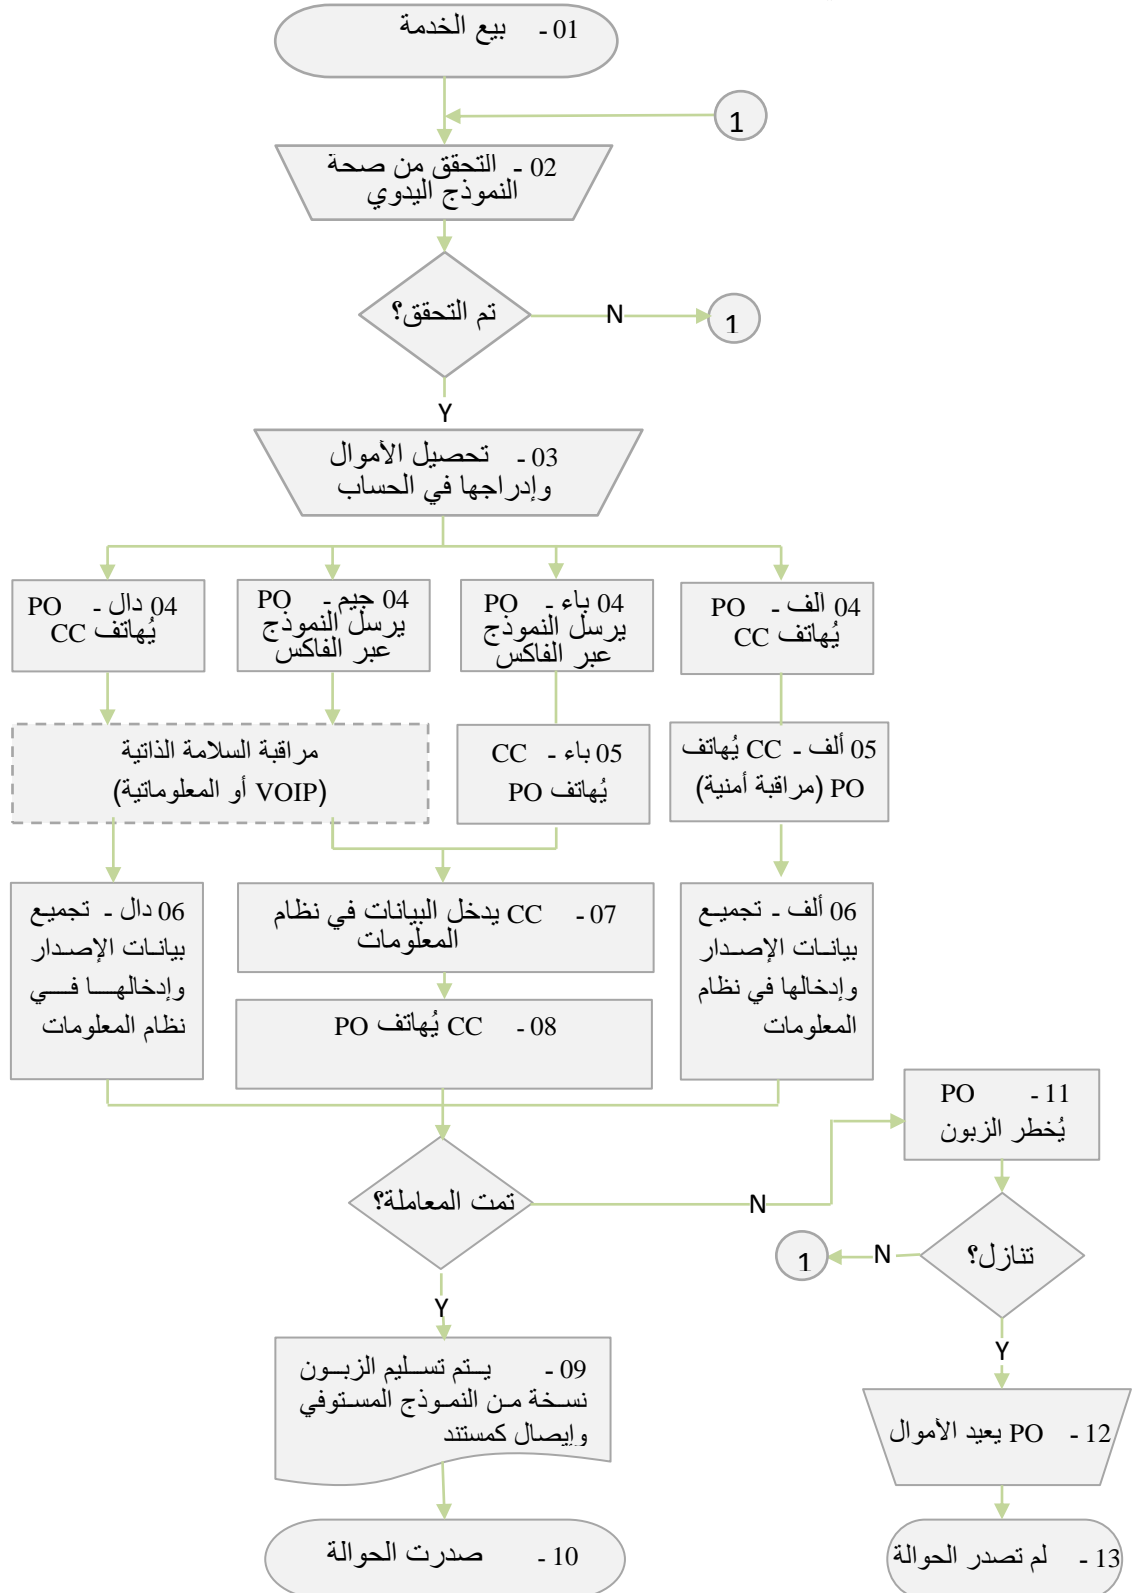 01 - بيع الخدمة
1
02 - التحقق من صحة
النموذج اليدوي
تم التحقق؟
N
1
Y
03 - تحصيل الأموال
وإدراجها في الحساب
04 ألف - PO
يُهاتف CC
04 باء - PO
يرسل النموذج
عبر الفاكس
04 جيم - PO
يرسل النموذج
عبر الفاكس
04 دال - PO
يُهاتف CC
05 ألف - CC يُهاتف
PO (مراقبة أمنية)
05 باء - CC
يُهاتف PO
مراقبة السلامة الذاتية
(VOIP أو المعلوماتية)
06 ألف - تجميع
بيانات الإصدار
وإدخالها في نظام
المعلومات
07 - CC يدخل البيانات في نظام
المعلومات
08 - CC يُهاتف PO
06 دال - تجميع
بيانات الإصدار
وإدخالها في
نظام المعلومات
11 - PO
يُخطر الزبون
تمت المعاملة؟
N
تنازل؟
N
1
Y
Y
09 - يتم تسليم الزبون
نسخة من النموذج المستوفي
وإيصال كمستند
12 - PO يعيد الأموال
10 - صدرت الحوالة
13 - لم تصدر الحوالة